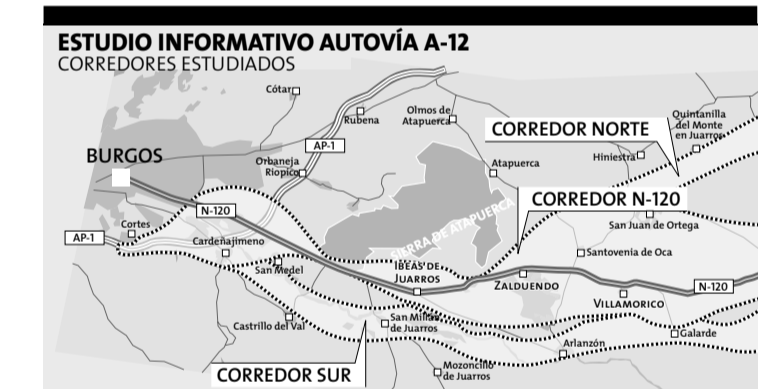 ESTUDIO INFORMATIVO AUTOVÍA A-12
CORREDORES ESTUDIADOS
Cótar
Rubena
Olmos de
Atapuerca
CORREDOR NORTE
Quintanilla
del Monte
en Juarros
AP-1
BURGOS
Orbaneja
Riopico
Atapuerca
Hiniestra
CORREDOR N-120
N-120
SIERRA DE ATAPUERCA
San Juan de Ortega
Cortes
AP-1
Cardeñajimeno
Santovenia de Oca
San Medel
IBEAS DE
JUARROS
ZALDUENDO
N-120
VILLAMORICO
Castrillo del Val
San Millán
de Juarros
Galarde
Arlanzón
CORREDOR SUR
Mozoncillo
de Juarros